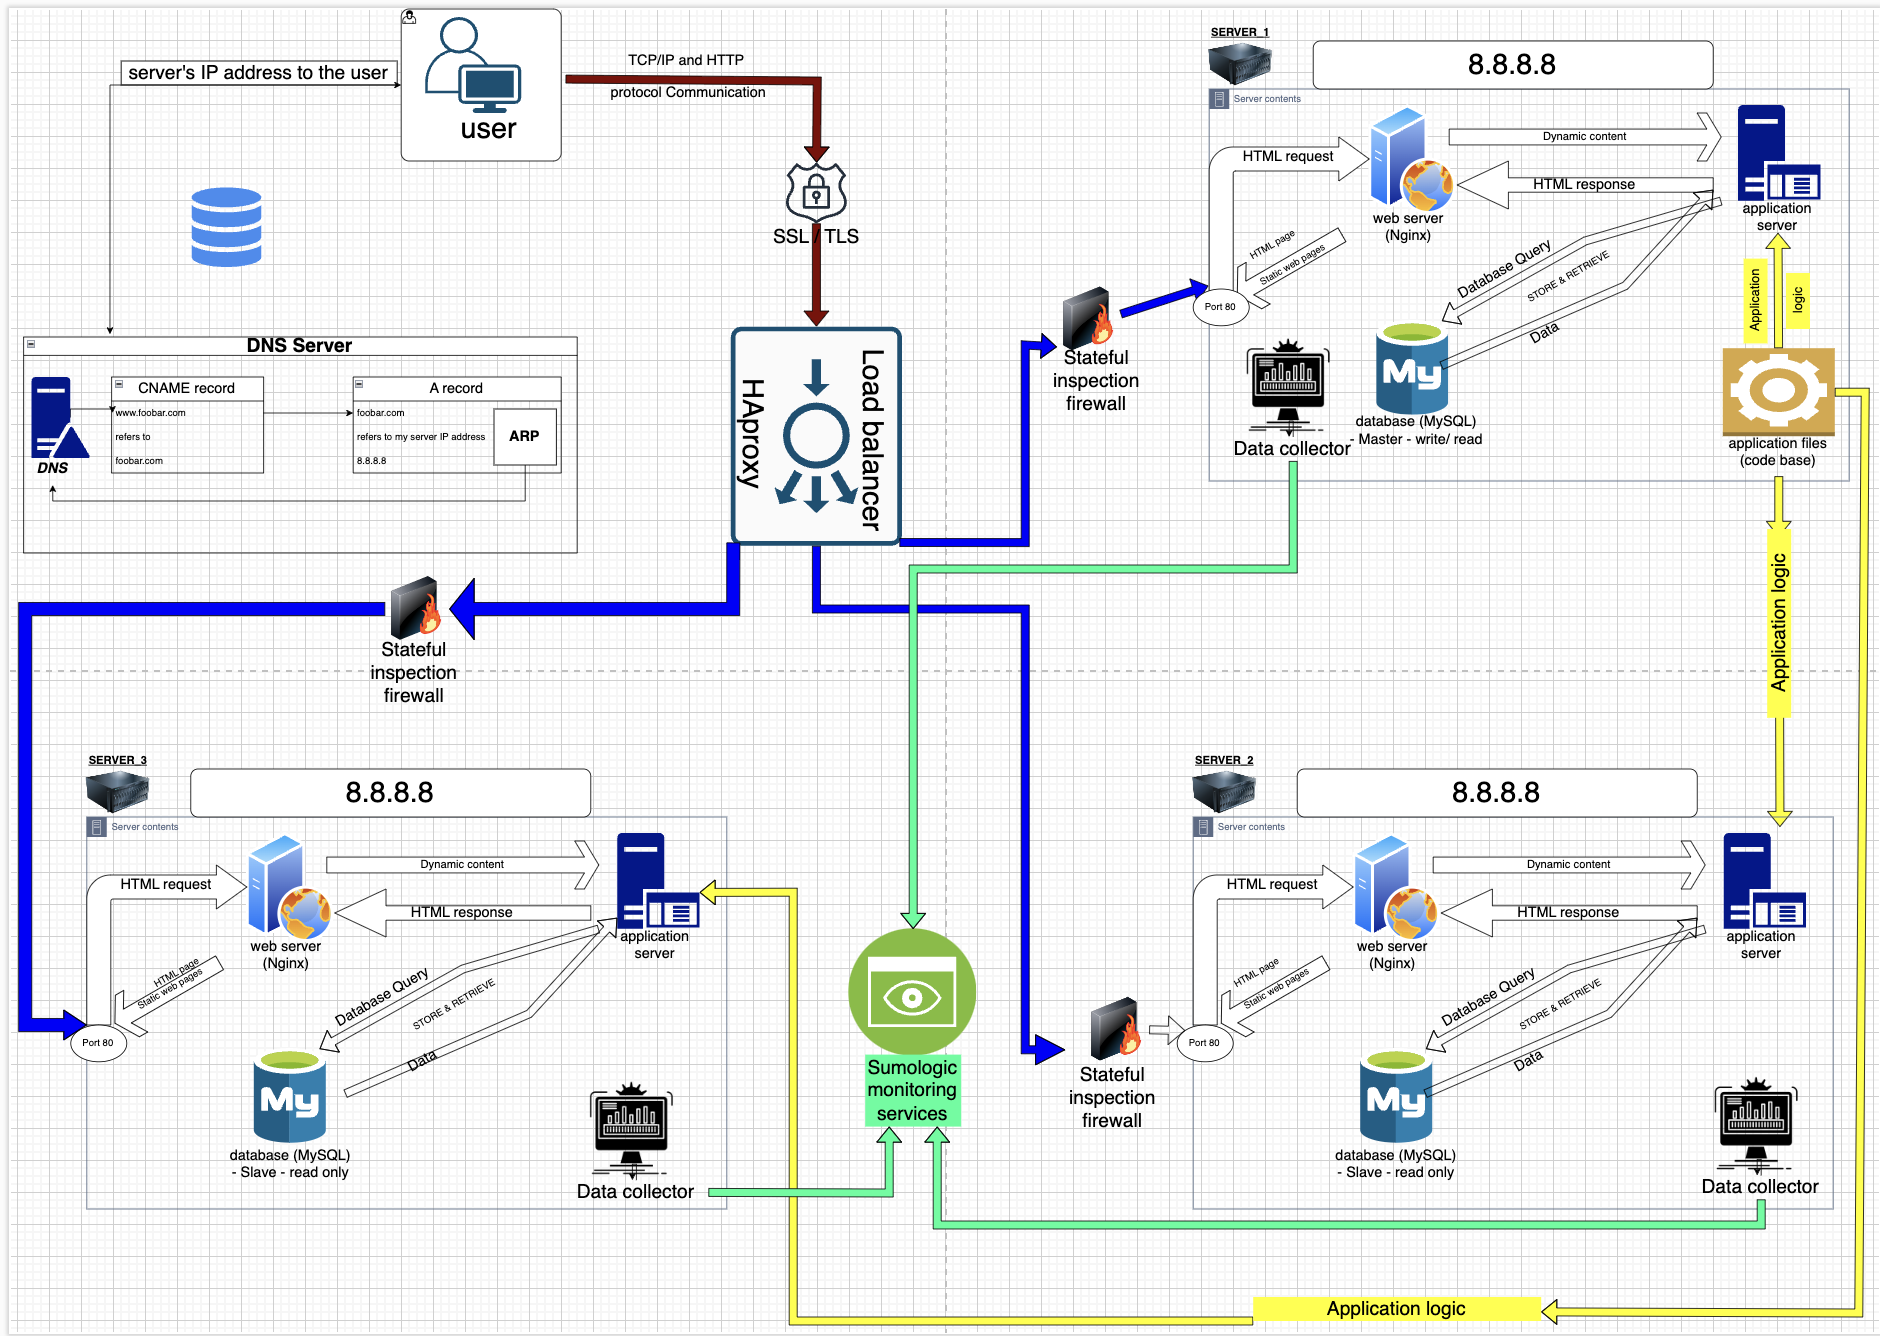 server's IP address to the user
user
TCP/IP and HTTP
protocol Communication
SSL / TLS
DNS Server
DNS
CNAME record
www.foobar.com
refers to
foobar.com
A record
foobar.com
refers to my server IP address
8.8.8.8
ARP
Load balancer
HAproxy
Stateful
inspection
firewall
SERVER_1
8.8.8.8
Server contents
HTML request
Dynamic content
HTML response
web server
(Nginx)
application
server
HTML page
Static web pages
Port 80
Database Query
STORE & RETRIEVE
Data
My
database (MySQL)
- Master - write/ read
Data collector
Application
logic
application files
(code base)
Application logic
Stateful
inspection
firewall
SERVER_3
8.8.8.8
Server contents
HTML request
Dynamic content
HTML response
web server
(Nginx)
application
server
HTML page
Static web pages
Port 80
Database Query
STORE & RETRIEVE
Data
My
database (MySQL)
- Slave - read only
Data collector
Sumologic
monitoring
services
Stateful
inspection
firewall
SERVER_2
8.8.8.8
Server contents
HTML request
Dynamic content
HTML response
web server
(Nginx)
application
server
HTML page
Static web pages
Port 80
Database Query
STORE & RETRIEVE
Data
My
database (MySQL)
- Slave - read only
Data collector
Application logic